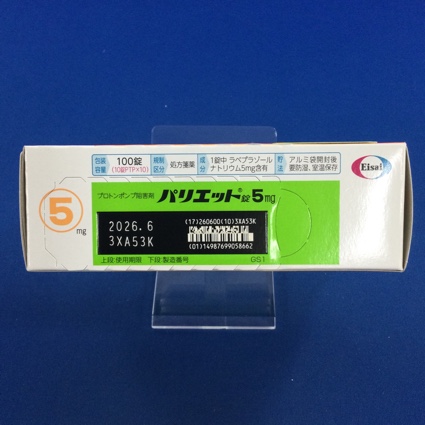 包装容量 100錠 (10錠PTP×10) 規制区分 処方箋薬 成分 1錠中 ラベプラゾールナトリウム5mg含有 貯法 アルミ袋開封後要防湿、室温保存
Eisai
プロトンポンプ阻害剤 パリエット®錠5mg
5mg
2026.6
3XA53K
(17)260600(10)3XA53K
(01)14987699058662
上段 使用期限 下段 製造番号 GS1